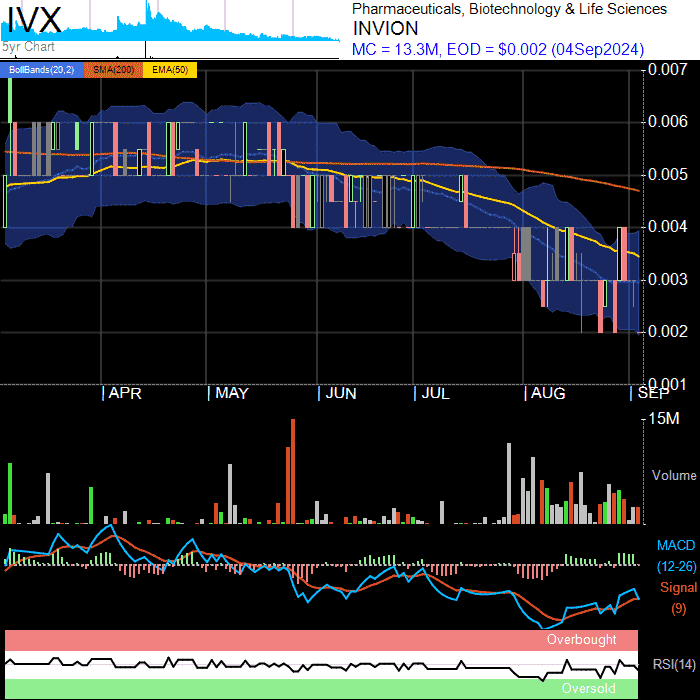 IVX
5yr Chart
Pharmaceuticals, Biotechnology & Life Sciences
INVION
MC = 13.3M, EOD = $0.002 (04Sep2024)
BollBands(20,2) SMA(200) EMA(50)
0.007
0.006
0.005
0.004
0.003
0.002
0.001
APR MAY JUN JUL AUG SEP
15M
Volume
MACD
(12-26)
Signal
(9)
Overbought
RSI(14)
Oversold